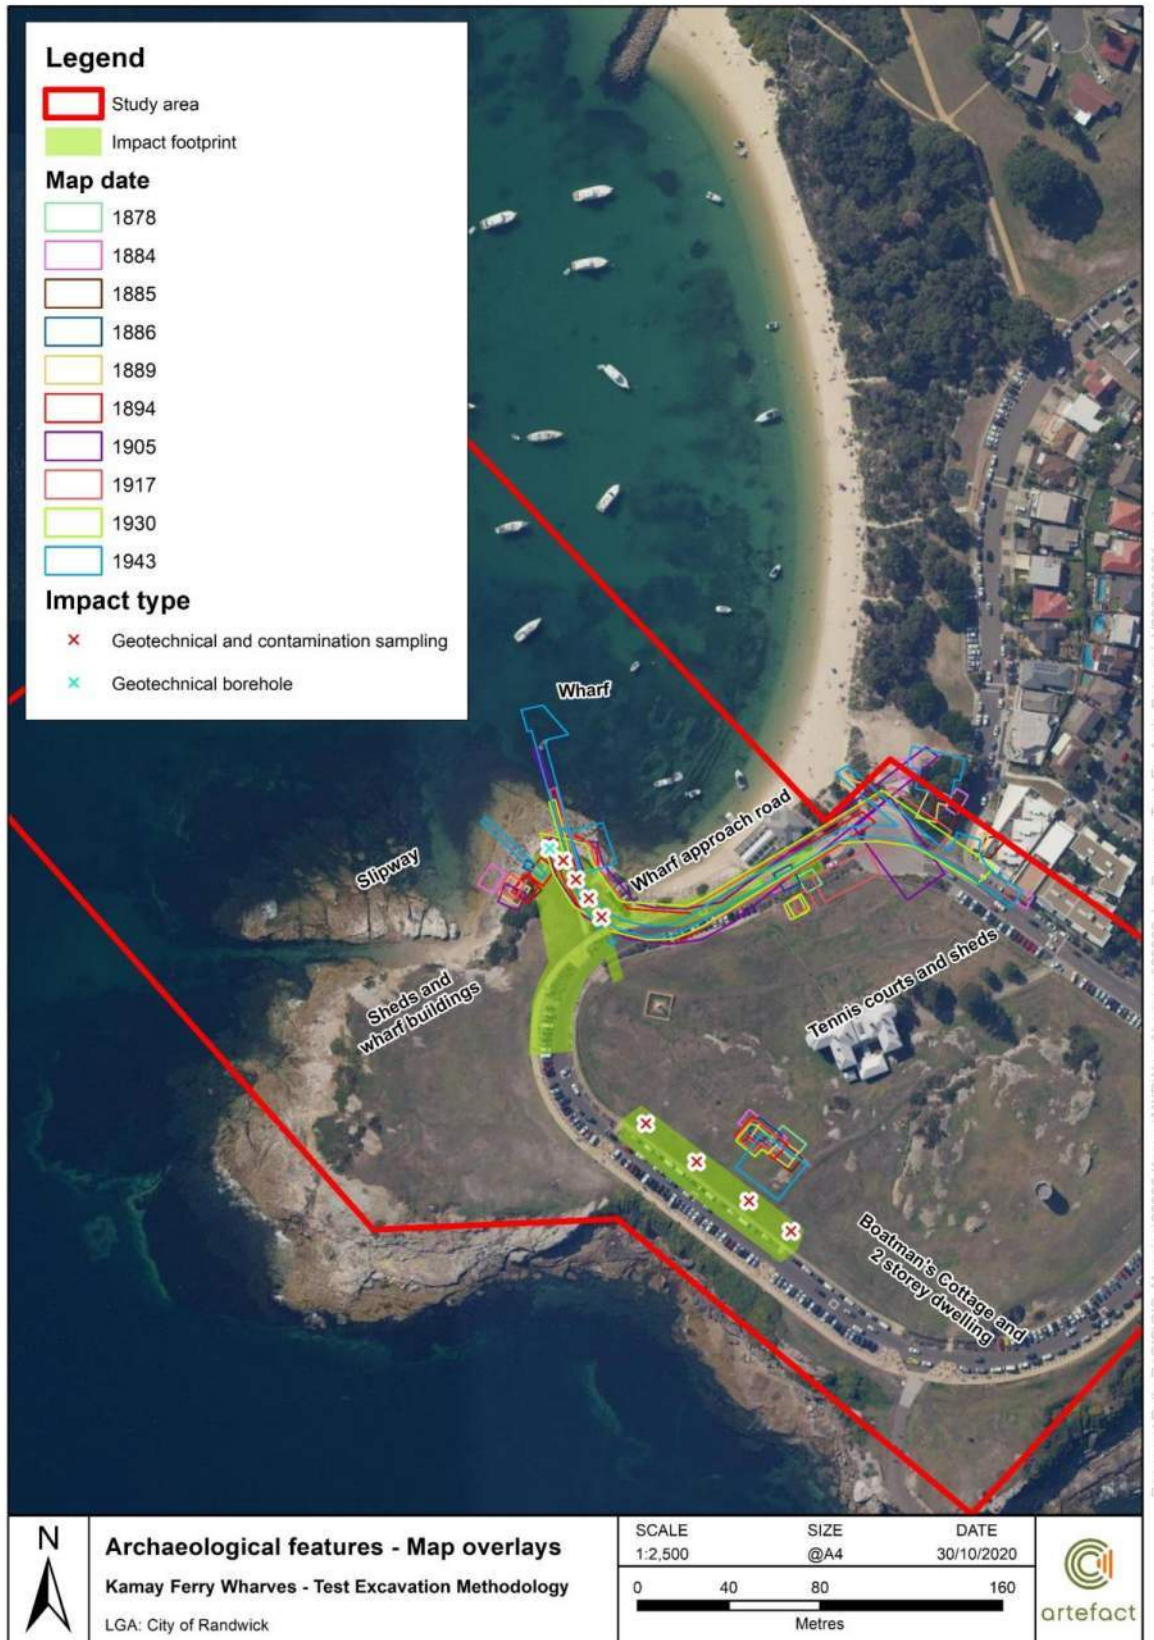 Legend
Study area
Impact footprint
Map date
1878
1884
1885
1886
1889
1894
1905
1917
1930
1943
Impact type
Geotechnical and contamination sampling
Geotechnical borehole
Wharf
Wharf approach road
Slipway
Sheds and
wharf buildings
Tennis courts and sheds
Boatman's Cottage and
2 storey dwelling
N
Archaeological features - Map overlays
Kamay Ferry Wharves - Test Excavation Methodology
LGA: City of Randwick
SCALE
1:2,500
SIZE
@A4
DATE
30/10/2020
0 40 80 160
Metres
artefact